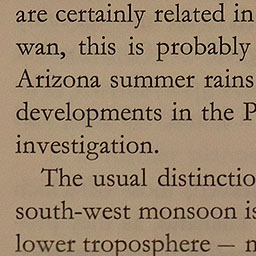 are certainly related in
wan, this is probably
Arizona summer rains
developments in the P
investigation.
The usual distinctio
south-west monsoon is
lower troposphere —